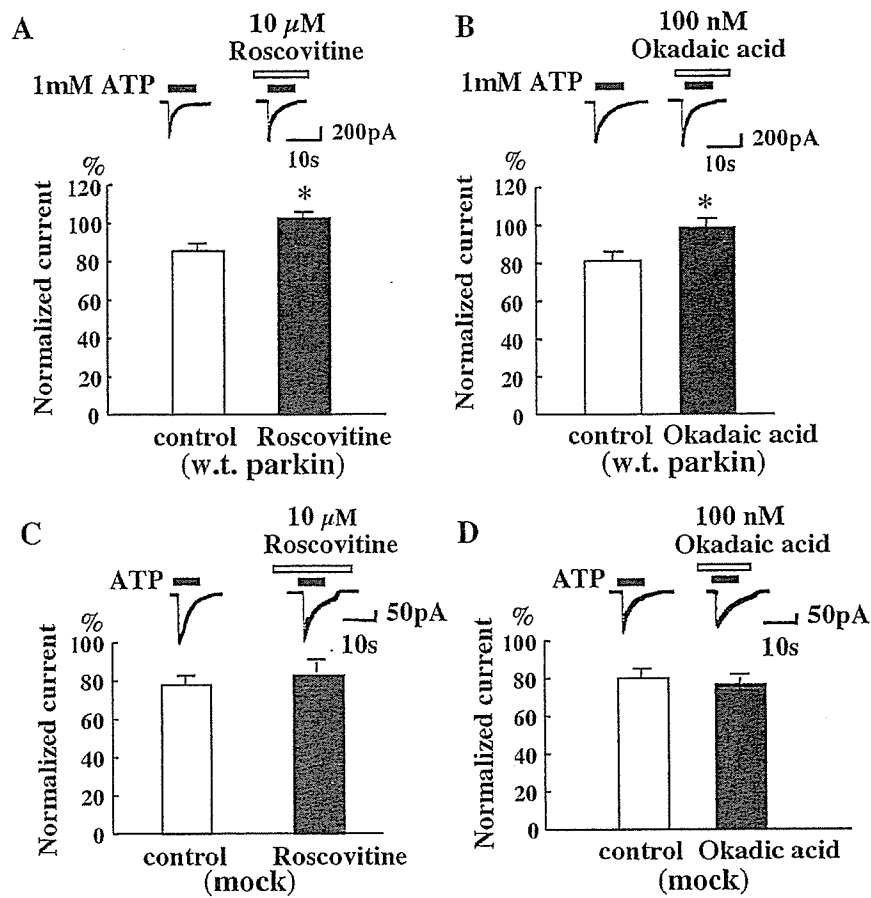 A
10 μM
Roscovitine
1mM ATP
200pA
10s
%
Normalized current
120
100
80
60
40
20
0
*
control Roscovitine
(w.t. parkin)
B
100 nM
Okadaic acid
1mM ATP
200pA
10s
%
Normalized current
120
100
80
60
40
20
0
*
control Okadaic acid
(w.t. parkin)
C
10 μM
Roscovitine
ATP
50pA
10s
%
Normalized current
100
80
60
40
20
0
control Roscovitine
(mock)
D
100 nM
Okadaic acid
ATP
50pA
10s
%
Normalized current
100
80
60
40
20
0
control Okadic acid
(mock)